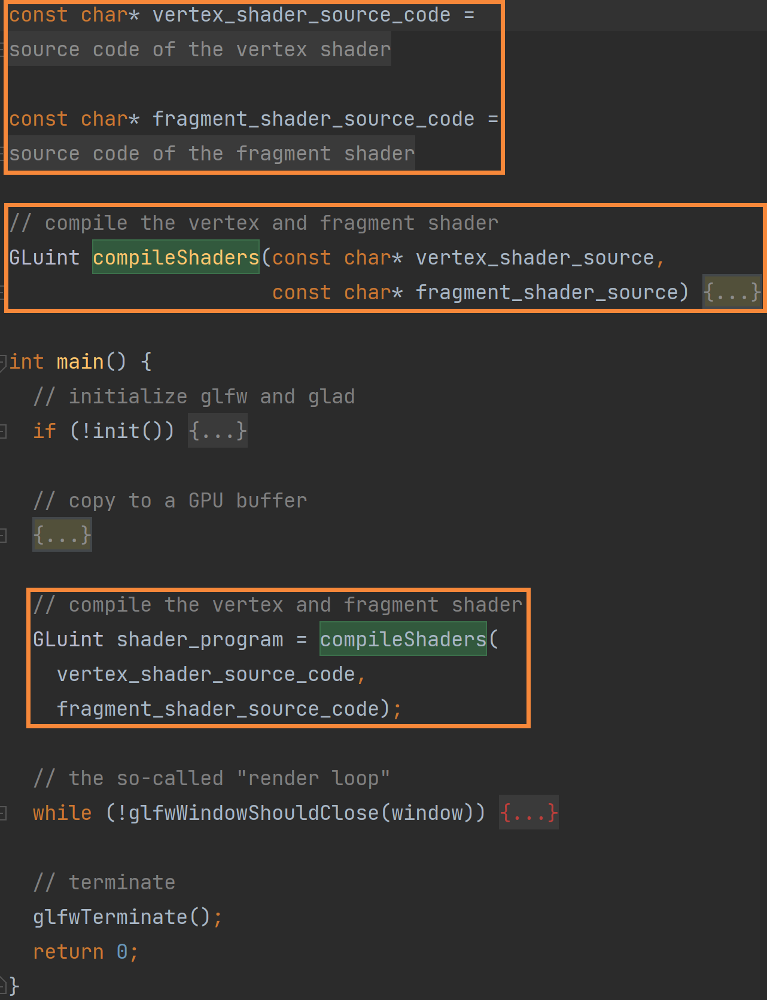 const char* vertex_shader_source_code =
source code of the vertex shader
const char* fragment_shader_source_code =
source code of the fragment shader
// compile the vertex and fragment shader
GLuint compileShaders(const char* vertex_shader_source,
const char* fragment_shader_source) {...}
int main() {
// initialize glfw and glad
if (!init()) {...}
// copy to a GPU buffer
{...}
// compile the vertex and fragment shader
GLuint shader_program = compileShaders(
vertex_shader_source_code,
fragment_shader_source_code);
// the so-called "render loop"
while (!glfwWindowShouldClose(window)) {...}
// terminate
glfwTerminate();
return 0;
}